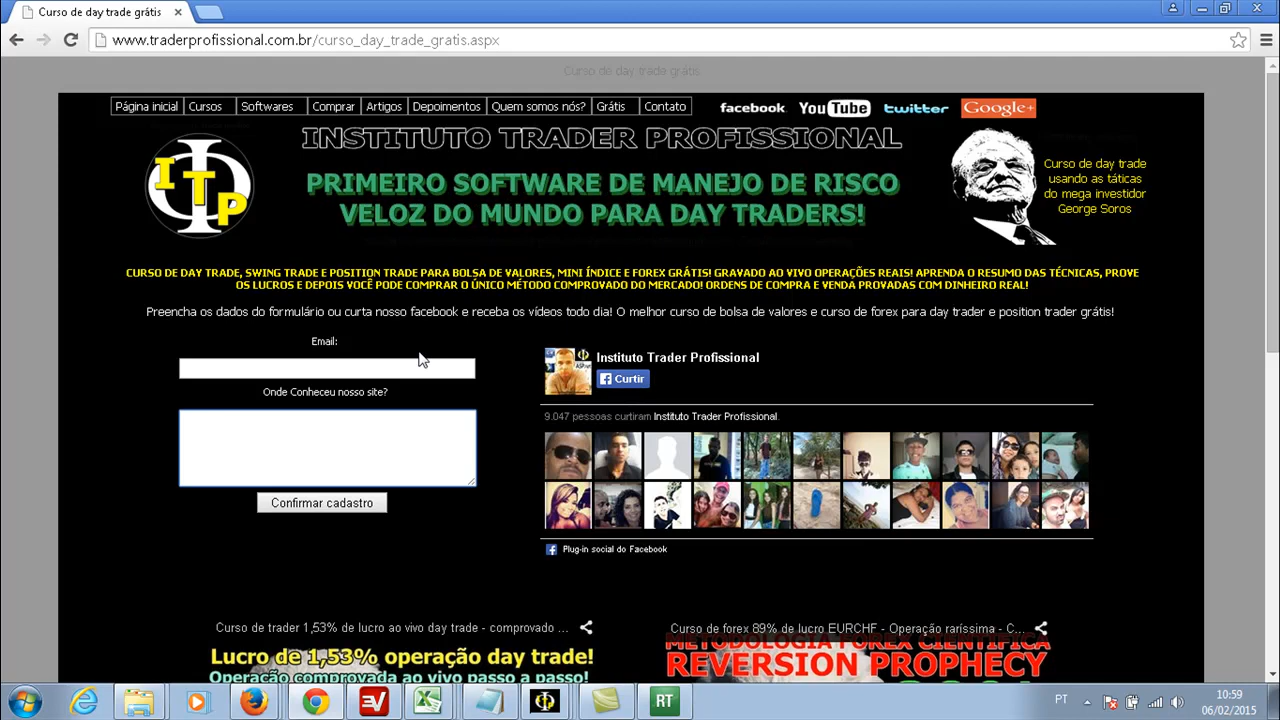 Curso de day trade grátis
www.traderprofissional.com.br/curso_day_trade_gratis.aspx
Curso de day trade grátis
Página inicial Cursos Softwares Comprar Artigos Depoimentos Quem somos nós? Grátis Contato facebook YouTube twitter Google+
INSTITUTO TRADER PROFISSIONAL
ITP
PRIMEIRO SOFTWARE DE MANEJO DE RISCO
VELOZ DO MUNDO PARA DAY TRADERS!
Curso de day trade
usando as táticas
do mega investidor
George Soros
CURSO DE DAY TRADE, SWING TRADE E POSITION TRADE PARA BOLSA DE VALORES, MINI ÍNDICE E FOREX GRÁTIS! GRAVADO AO VIVO OPERAÇÕES REAIS! APRENDA O RESUMO DAS TÉCNICAS, PROVE
OS LUCROS E DEPOIS VOCÊ PODE COMPRAR O ÚNICO MÉTODO COMPROVADO DO MERCADO! ORDENS DE COMPRA E VENDA PROVADAS COM DINHEIRO REAL!
Preencha os dados do formulário ou curta nosso facebook e receba os vídeos todo dia! O melhor curso de bolsa de valores e curso de forex para day trader e position trader grátis!
Email:
Onde Conheceu nosso site?
Confirmar cadastro
Instituto Trader Profissional
Curtir
9.047 pessoas curtiram Instituto Trader Profissional.
Plug-in social do Facebook
Curso de trader 1,53% de lucro ao vivo day trade - comprovado ...
Lucro de 1,53% operação day trade!
Operação comprovada ao vivo passo a passo!
Curso de forex 89% de lucro EURCHF - Operação raríssima - C...
METODOLOGIA FOREX CIENTIFICA
REVERSION PROPHECY
RT
PT
10:59
06/02/2015